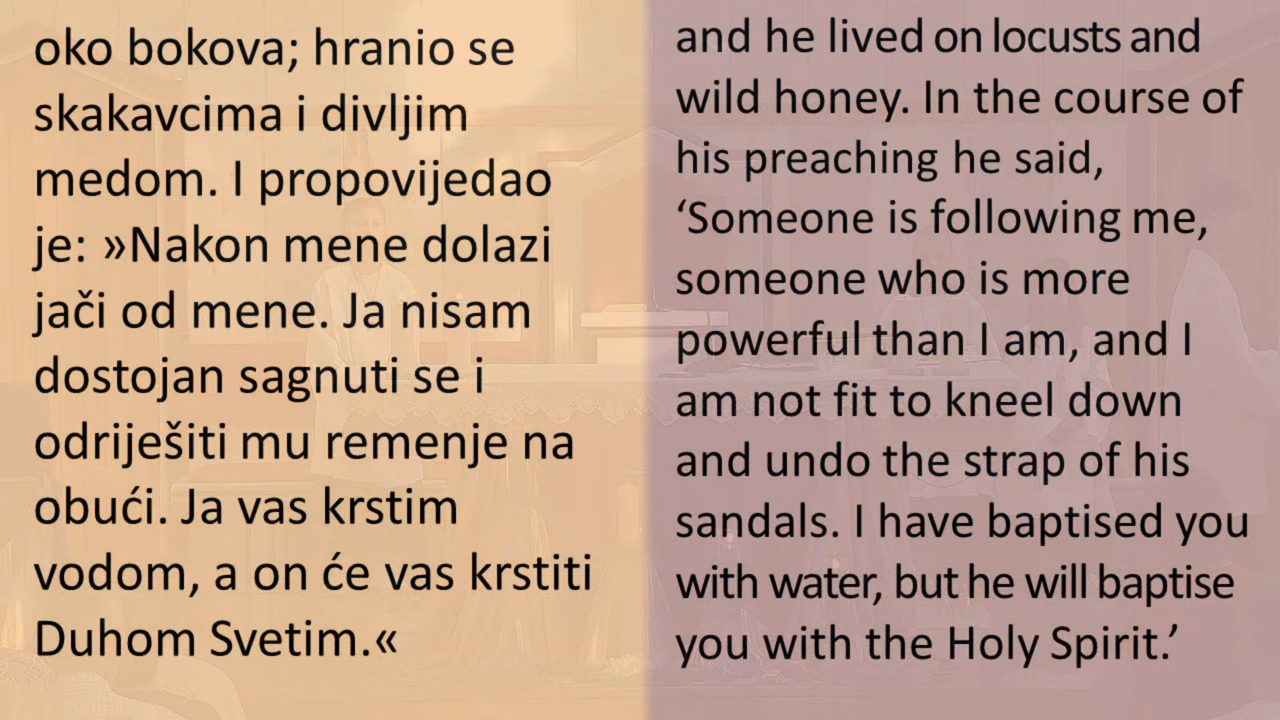 oko bokova; hranio se
skakavcima i divljim
medom. I propovijedao
je: »Nakon mene dolazi
jači od mene. Ja nisam
dostojan sagnuti se i
odriješiti mu remenje na
obući. Ja vas krstim
vodom, a on će vas krstiti
Duhom Svetim.«
and he lived on locusts and
wild honey. In the course of
his preaching he said,
‘Someone is following me,
someone who is more
powerful than I am, and I
am not fit to kneel down
and undo the strap of his
sandals. I have baptised you
with water, but he will baptise
you with the Holy Spirit.’